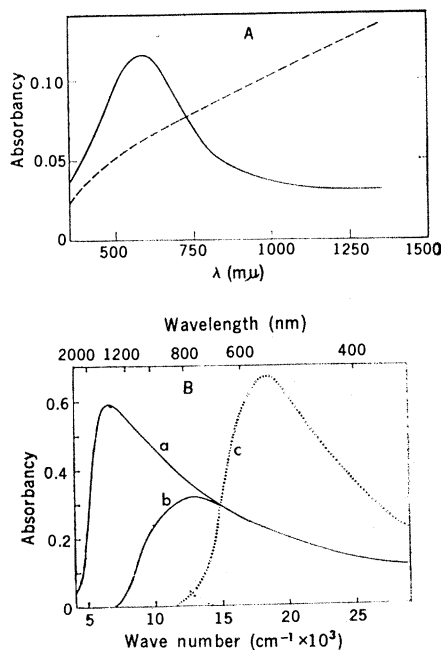 A
Absorbancy
0.10
0.05
0
500
750
1000
1250
1500
λ (mμ)
Wavelength (nm)
2000 1200 800 600 400
B
Absorbancy
0.6
0.4
0.2
0
a
b
c
5
10
15
20
25
Wave number (cm⁻¹ ×10³)